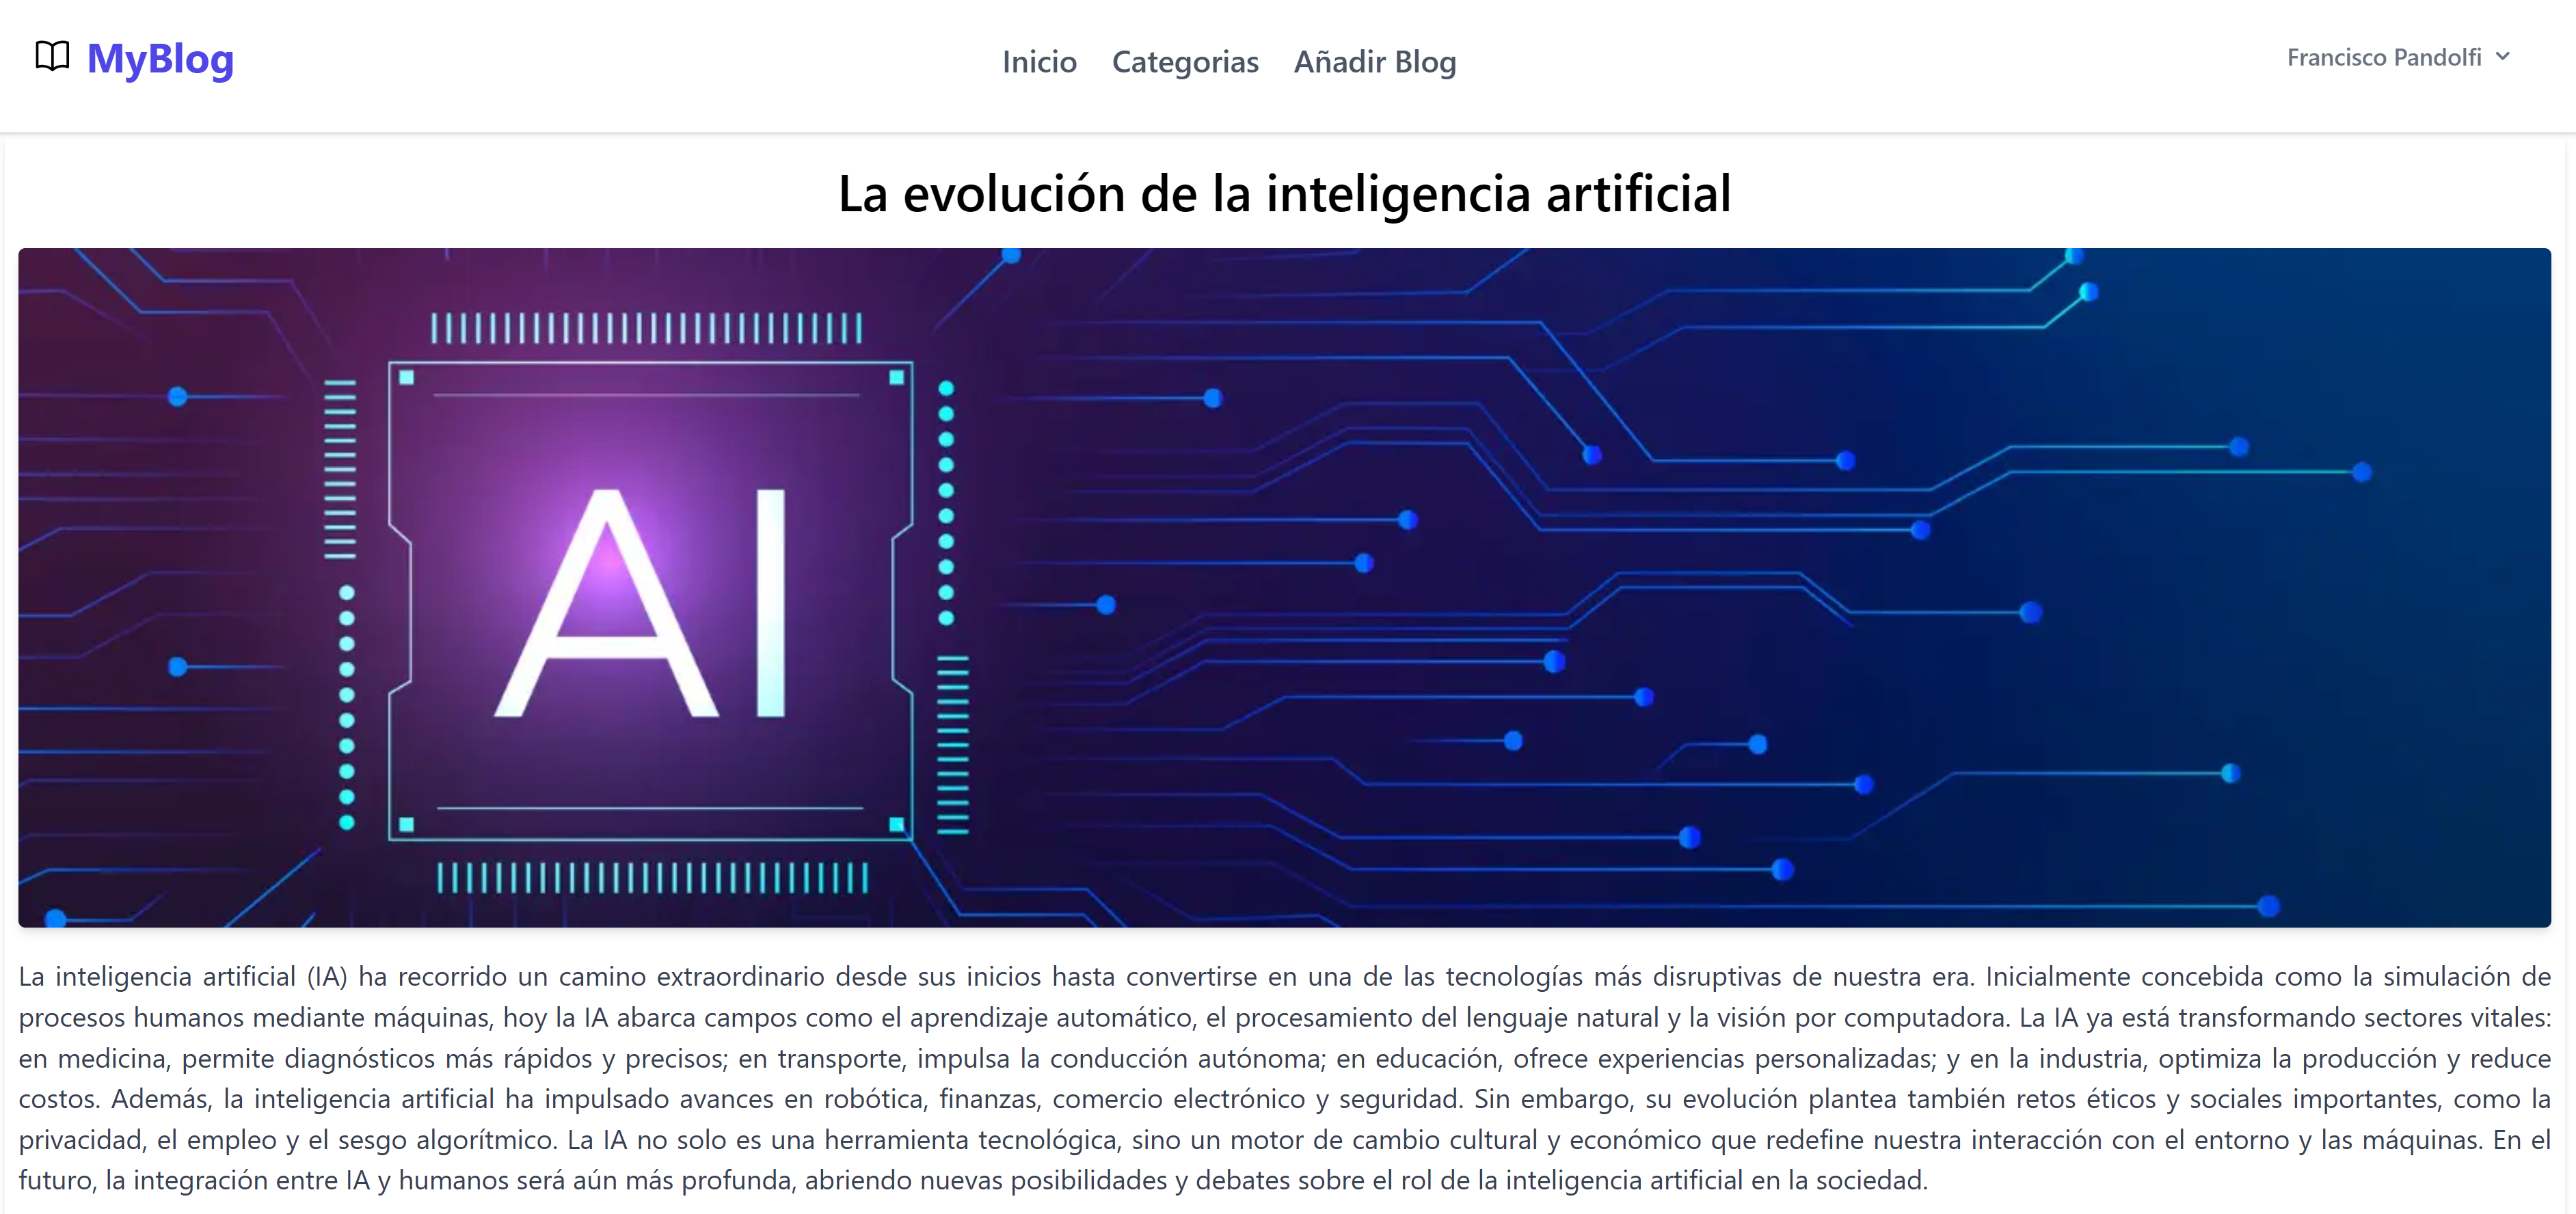 MyBlog
Inicio Categorias Añadir Blog
Francisco Pandolfi
La evolución de la inteligencia artificial
AI
La inteligencia artificial (IA) ha recorrido un camino extraordinario desde sus inicios hasta convertirse en una de las tecnologías más disruptivas de nuestra era. Inicialmente concebida como la simulación de
procesos humanos mediante máquinas, hoy la IA abarca campos como el aprendizaje automático, el procesamiento del lenguaje natural y la visión por computadora. La IA ya está transformando sectores vitales:
en medicina, permite diagnósticos más rápidos y precisos; en transporte, impulsa la conducción autónoma; en educación, ofrece experiencias personalizadas; y en la industria, optimiza la producción y reduce
costos. Además, la inteligencia artificial ha impulsado avances en robótica, finanzas, comercio electrónico y seguridad. Sin embargo, su evolución plantea también retos éticos y sociales importantes, como la
privacidad, el empleo y el sesgo algorítmico. La IA no solo es una herramienta tecnológica, sino un motor de cambio cultural y económico que redefine nuestra interacción con el entorno y las máquinas. En el
futuro, la integración entre IA y humanos será aún más profunda, abriendo nuevas posibilidades y debates sobre el rol de la inteligencia artificial en la sociedad.